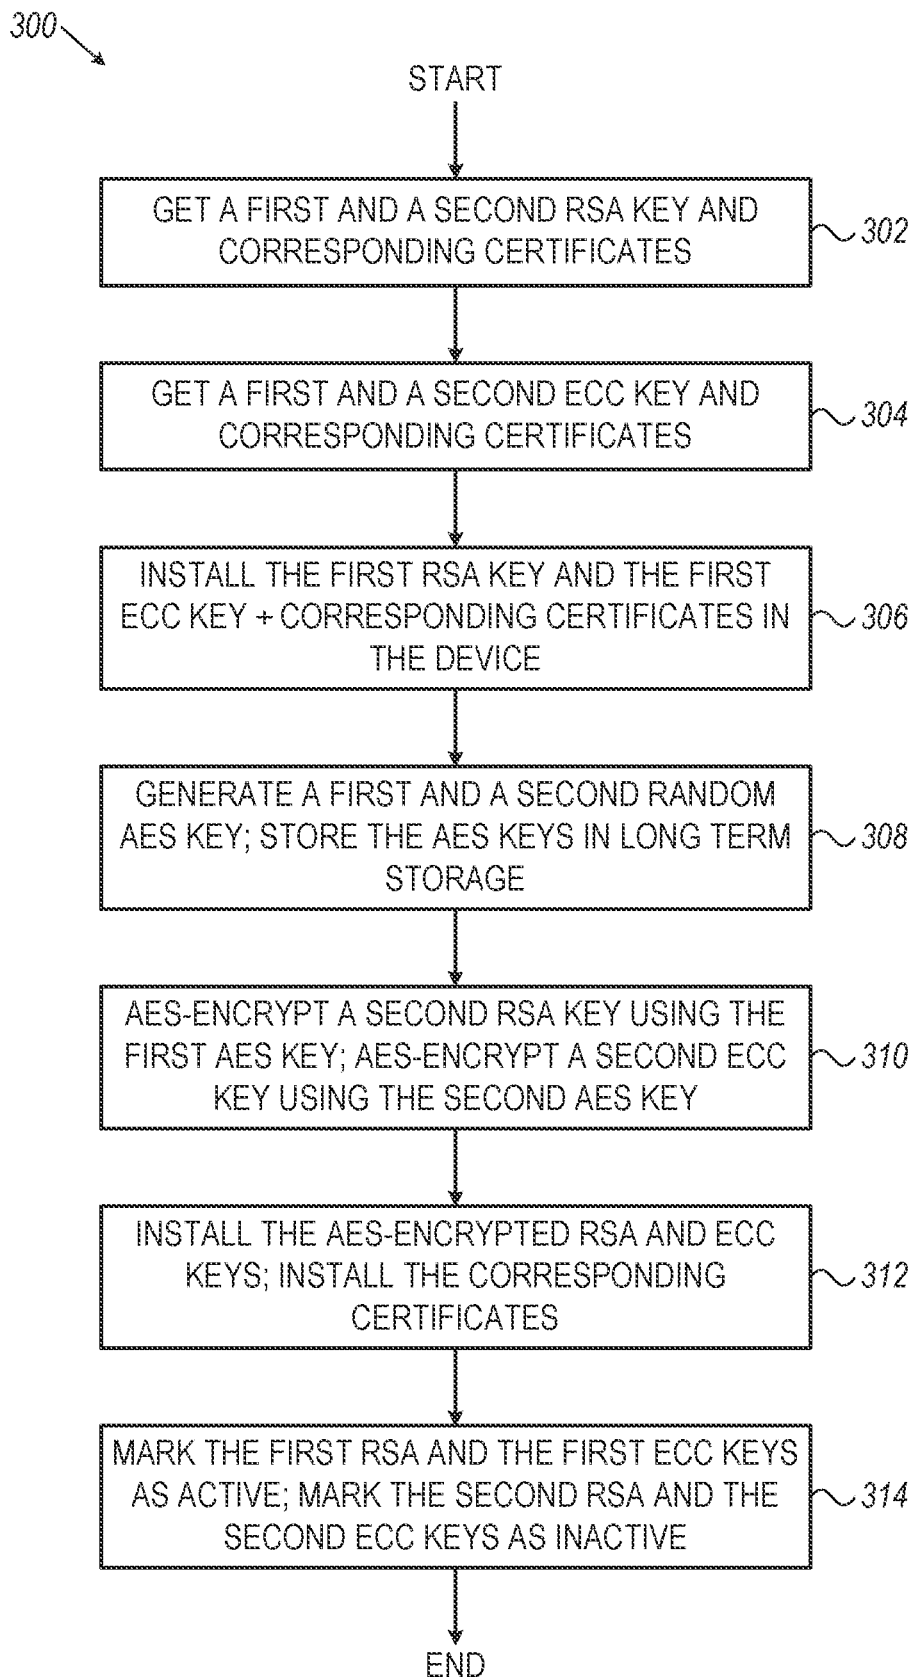 300
START
GET A FIRST AND A SECOND RSA KEY AND
CORRESPONDING CERTIFICATES
302
GET A FIRST AND A SECOND ECC KEY AND
CORRESPONDING CERTIFICATES
304
INSTALL THE FIRST RSA KEY AND THE FIRST
ECC KEY + CORRESPONDING CERTIFICATES IN
THE DEVICE
306
GENERATE A FIRST AND A SECOND RANDOM
AES KEY; STORE THE AES KEYS IN LONG TERM
STORAGE
308
AES-ENCRYPT A SECOND RSA KEY USING THE
FIRST AES KEY; AES-ENCRYPT A SECOND ECC
KEY USING THE SECOND AES KEY
310
INSTALL THE AES-ENCRYPTED RSA AND ECC
KEYS; INSTALL THE CORRESPONDING
CERTIFICATES
312
MARK THE FIRST RSA AND THE FIRST ECC KEYS
AS ACTIVE; MARK THE SECOND RSA AND THE
SECOND ECC KEYS AS INACTIVE
314
END